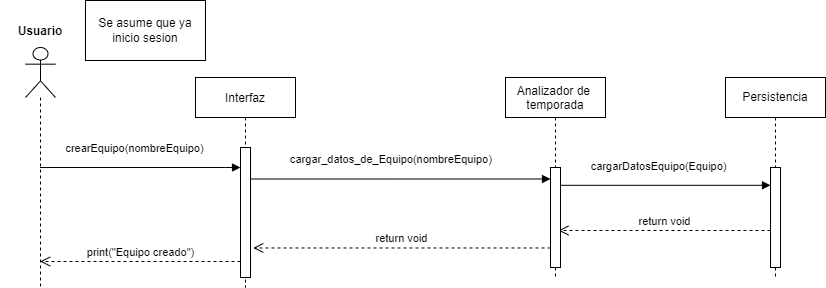 Se asume que ya
inicio sesion
Usuario
Interfaz
Analizador de
temporada
Persistencia
crearEquipo(nombreEquipo)
cargar_datos_de_Equipo(nombreEquipo)
cargarDatosEquipo(Equipo)
return void
return void
print("Equipo creado")